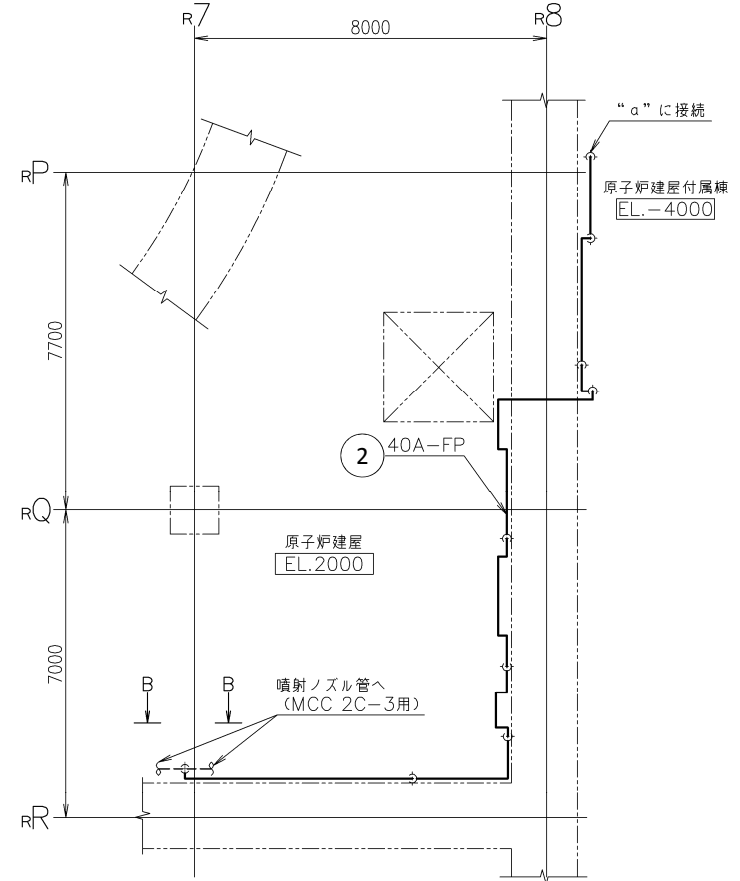 R7
R8
8000
“a”に接続
RP
原子炉建屋付属棟
EL.-4000
7700
2
40A-FP
RQ
原子炉建屋
EL.2000
7000
B
B
噴射ノズル管へ
(MCC 2C-3用)
RR